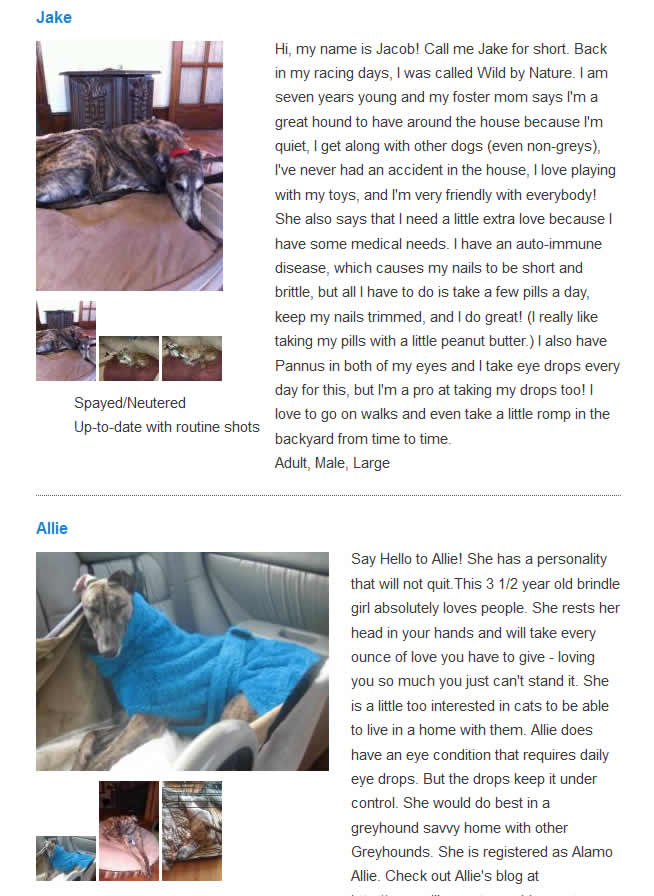 Jake
Hi, my name is Jacob! Call me Jake for short. Back
in my racing days, I was called Wild by Nature. I am
seven years young and my foster mom says I'm a
great hound to have around the house because I'm
quiet, I get along with other dogs (even non-greys),
I've never had an accident in the house, I love playing
with my toys, and I'm very friendly with everybody!
She also says that I need a little extra love because I
have some medical needs. I have an auto-immune
disease, which causes my nails to be short and
brittle, but all I have to do is take a few pills a day,
keep my nails trimmed, and I do great! (I really like
taking my pills with a little peanut butter.) I also have
Pannus in both of my eyes and I take eye drops every
day for this, but I'm a pro at taking my drops too! I
love to go on walks and even take a little romp in the
backyard from time to time.
Adult, Male, Large
Spayed/Neutered
Up-to-date with routine shots
Allie
Say Hello to Allie! She has a personality
that will not quit.This 3 1/2 year old brindle
girl absolutely loves people. She rests her
head in your hands and will take every
ounce of love you have to give - loving
you so much you just can't stand it. She
is a little too interested in cats to be able
to live in a home with them. Allie does
have an eye condition that requires daily
eye drops. But the drops keep it under
control. She would do best in a
greyhound savvy home with other
Greyhounds. She is registered as Alamo
Allie. Check out Allie's blog at